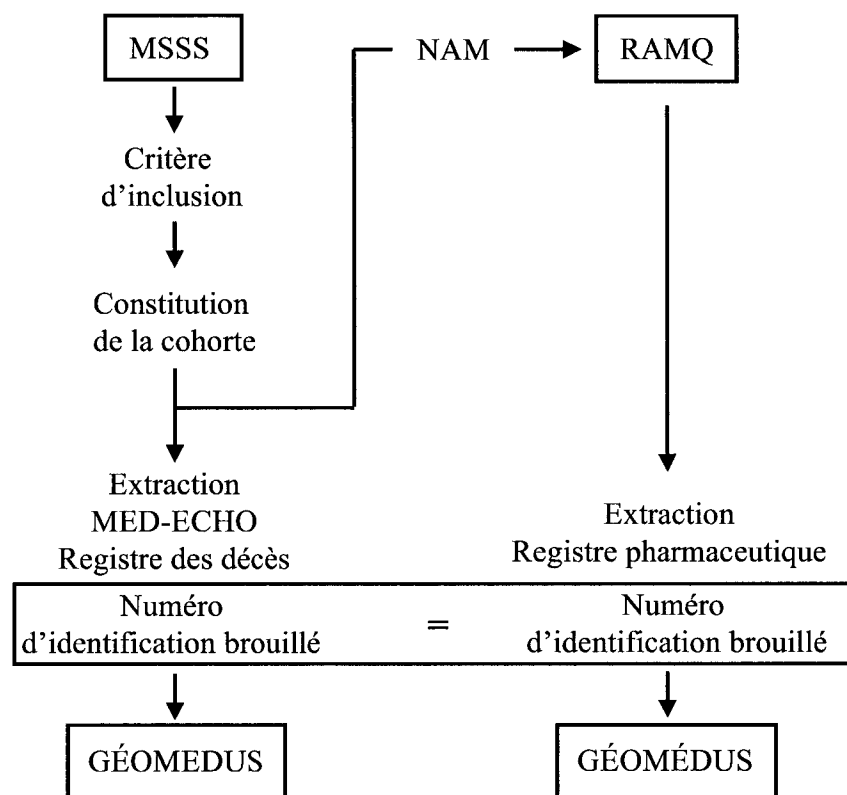 MSSS
NAM
RAMQ
Critère
d'inclusion
Constitution
de la cohorte
Extraction
MED-ECHO
Registre des décès
Extraction
Registre pharmaceutique
Numéro
d'identification brouillé
=
Numéro
d'identification brouillé
GÉOMEDUS
GÉOMÉDUS